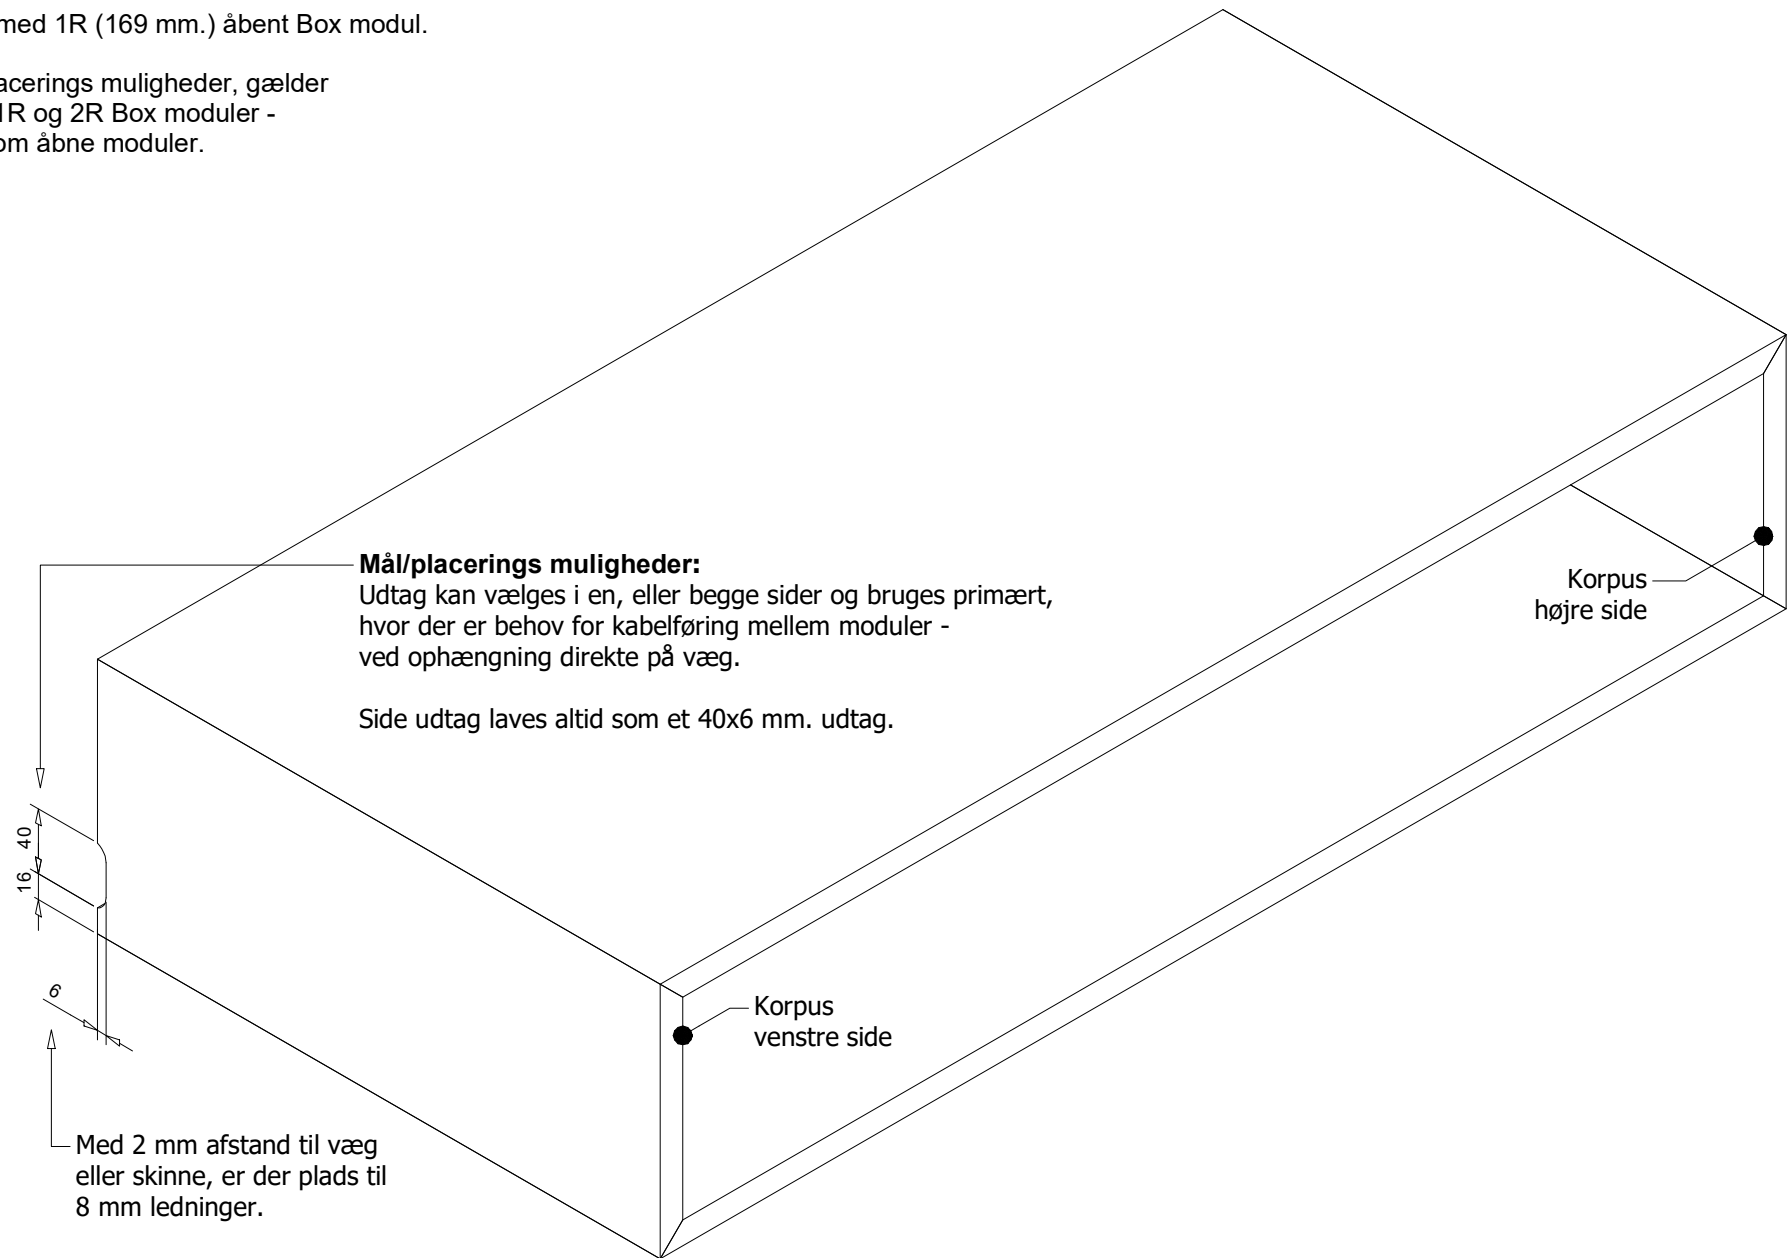 med 1R (169 mm.) åbent Box modul.
muligheder, gælder
1R og 2R Box moduler -
åbne moduler.
Mål/placerings muligheder:
Udtag kan vælges i en, eller begge sider og bruges primært,
hvor der er behov for kabelføring mellem moduler -
ved ophængning direkte på væg.
Side udtag laves altid som et 40x6 mm. udtag.
Korpus
højre side
40
16
6
Korpus
venstre side
Med 2 mm afstand til væg
eller skinne, er der plads til
8 mm ledninger.